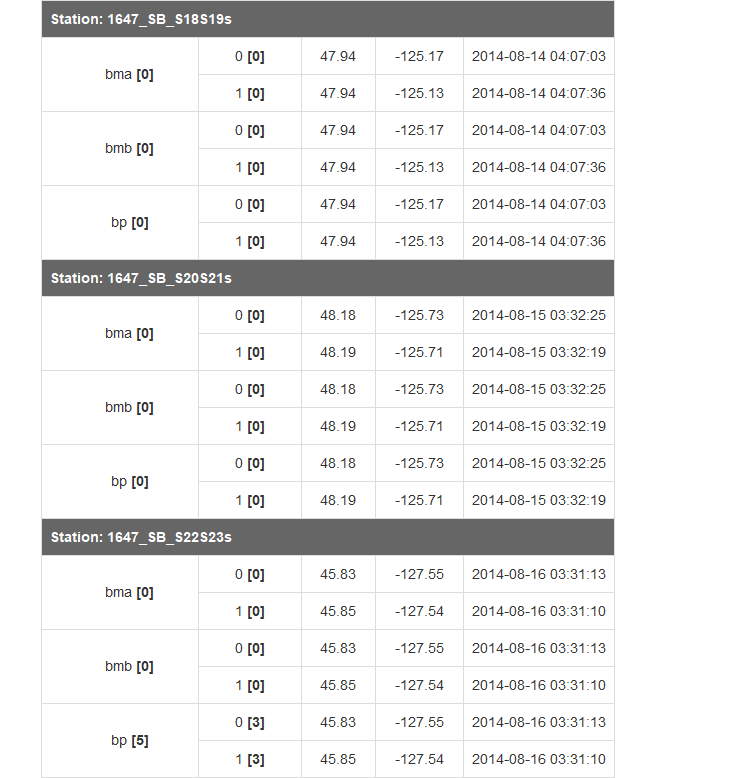 Station: 1647_SB_S18S19s
bma [0]
0 [0] 47.94 -125.17 2014-08-14 04:07:03
1 [0] 47.94 -125.13 2014-08-14 04:07:36
bmb [0]
0 [0] 47.94 -125.17 2014-08-14 04:07:03
1 [0] 47.94 -125.13 2014-08-14 04:07:36
bp [0]
0 [0] 47.94 -125.17 2014-08-14 04:07:03
1 [0] 47.94 -125.13 2014-08-14 04:07:36
Station: 1647_SB_S20S21s
bma [0]
0 [0] 48.18 -125.73 2014-08-15 03:32:25
1 [0] 48.19 -125.71 2014-08-15 03:32:19
bmb [0]
0 [0] 48.18 -125.73 2014-08-15 03:32:25
1 [0] 48.19 -125.71 2014-08-15 03:32:19
bp [0]
0 [0] 48.18 -125.73 2014-08-15 03:32:25
1 [0] 48.19 -125.71 2014-08-15 03:32:19
Station: 1647_SB_S22S23s
bma [0]
0 [0] 45.83 -127.55 2014-08-16 03:31:13
1 [0] 45.85 -127.54 2014-08-16 03:31:10
bmb [0]
0 [0] 45.83 -127.55 2014-08-16 03:31:13
1 [0] 45.85 -127.54 2014-08-16 03:31:10
bp [5]
0 [3] 45.83 -127.55 2014-08-16 03:31:13
1 [3] 45.85 -127.54 2014-08-16 03:31:10